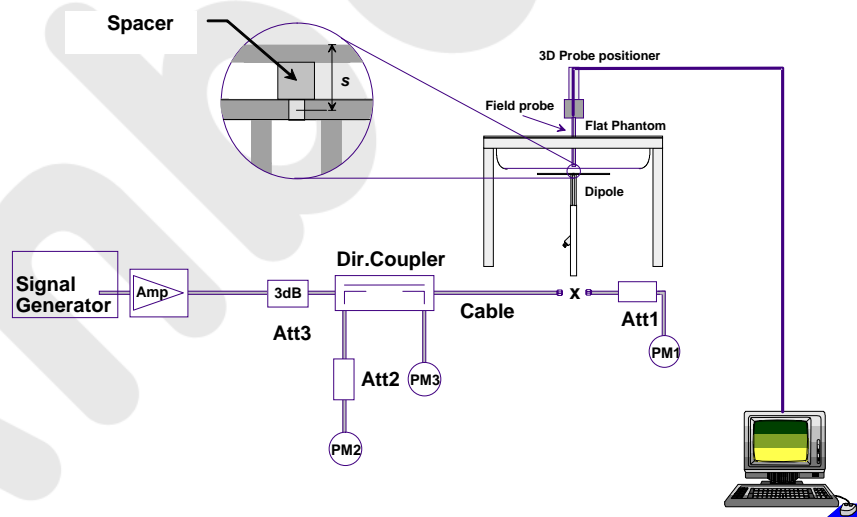 Spacer
s
3D Probe positioner
Field probe
Flat Phantom
Dipole
Signal
Generator
Amp
3dB
Att3
Dir.Coupler
Cable
x
Att1
PM1
Att2
PM3
PM2